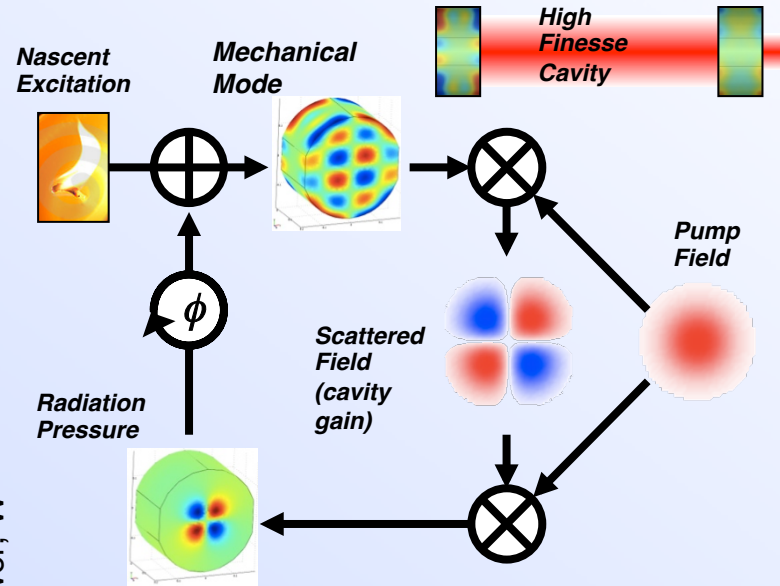 Nascent
Excitation
Mechanical
Mode
High
Finesse
Cavity
Pump
Field
Scattered
Field
(cavity
gain)
ϕ
Radiation
Pressure